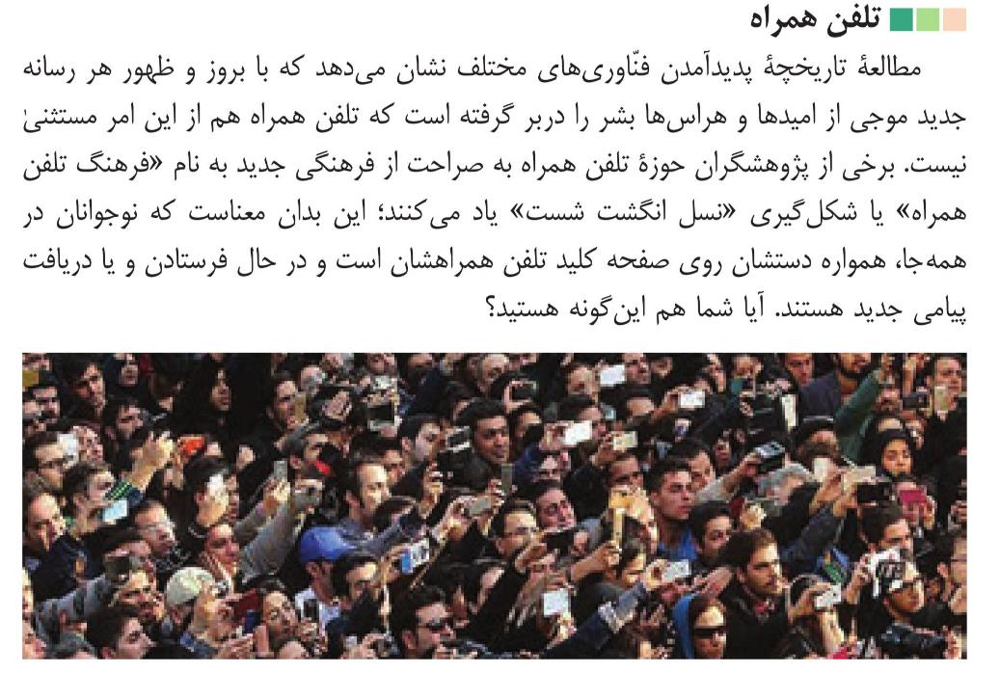 تلفن همراه
مطالعهٔ تاریخچهٔ پدیدآمدن فنّاوری‌های مختلف نشان می‌دهد که با بروز و ظهور هر رسانه
جدید موجی از امیدها و هراس‌ها بشر را دربر گرفته است که تلفن همراه هم از این امر مستثنیٰ
نیست. برخی از پژوهشگران حوزهٔ تلفن همراه به صراحت از فرهنگی جدید به نام «فرهنگ تلفن
همراه» یا شکل‌گیری «نسل انگشت شست» یاد می‌کنند؛ این بدان معناست که نوجوانان در
همه‌جا، همواره دستشان روی صفحه کلید تلفن همراهشان است و در حال فرستادن و یا دریافت
پیامی جدید هستند. آیا شما هم این‌گونه هستید؟